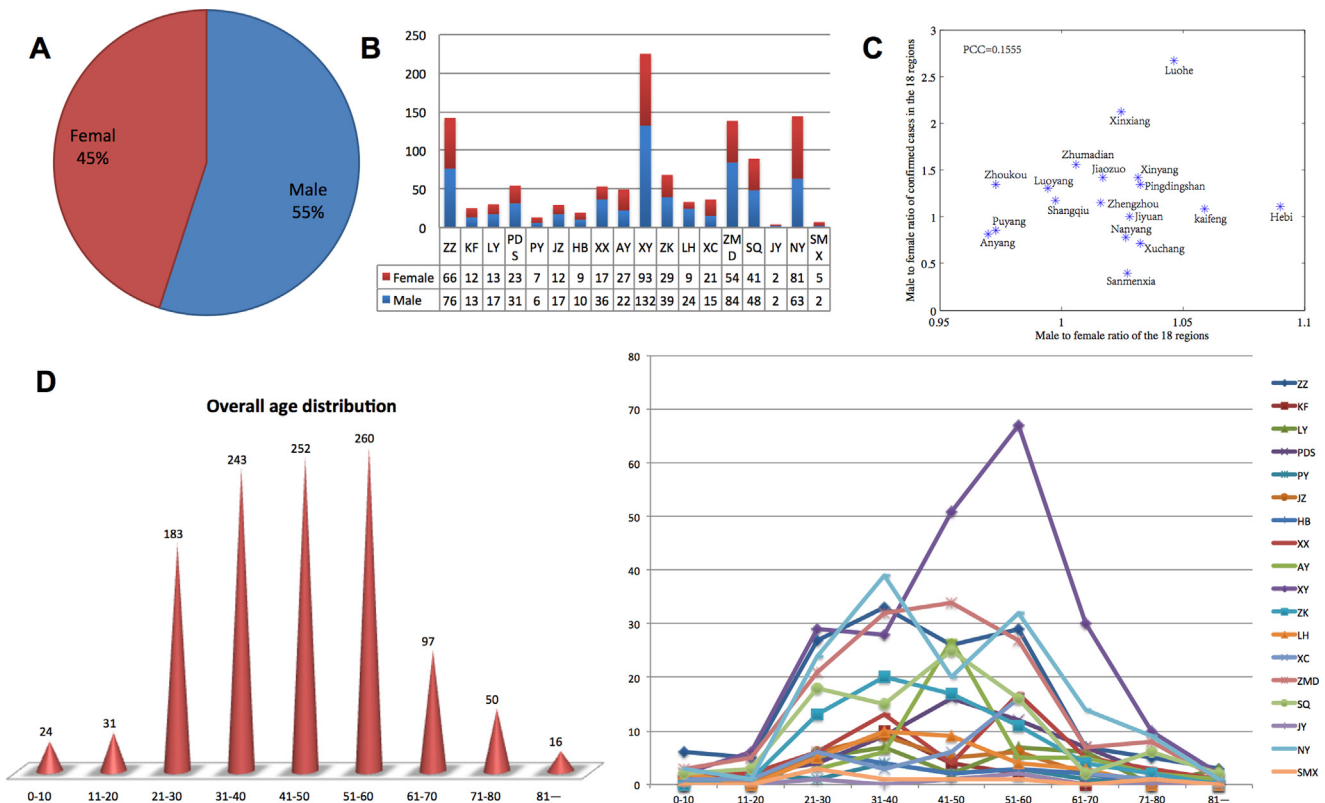 A
Femal
45%
Male
55%
B
250
200
150
100
50
0
ZZ KF LY PD S PY JZ HB XX AY XY ZK LH XC ZM D SQ JY NY SM X
Female 66 12 13 23 7 12 9 17 27 93 29 9 21 54 41 2 81 5
Male 76 13 17 31 6 17 10 36 22 132 39 24 15 84 48 2 63 2
C
Male to female ratio of confirmed cases in the 18 regions
3
2.5
2
1.5
1
0.5
0
PCC=0.1555
Luohe
Xinxiang
Zhumadian
Zhoukou
Jiaozuo
Xinyang
Luoyang
Pingdingshan
Shangqiu
Zhengzhou
Jiyuan
kaifeng
Hebi
Puyang
Nanyang
Anyang
Xuchang
Sanmenxia
0.95 1 1.05 1.1
Male to female ratio of the 18 regions
D
Overall age distribution
24
31
183
243
252
260
97
50
16
0-10 11-20 21-30 31-40 41-50 51-60 61-70 71-80 81—
80
70
60
50
40
30
20
10
0
0-10 11-20 21-30 31-40 41-50 51-60 61-70 71-80 81—
ZZ
KF
LY
PDS
PY
JZ
HB
XX
AY
XY
ZK
LH
XC
ZMD
SQ
JY
NY
SMX